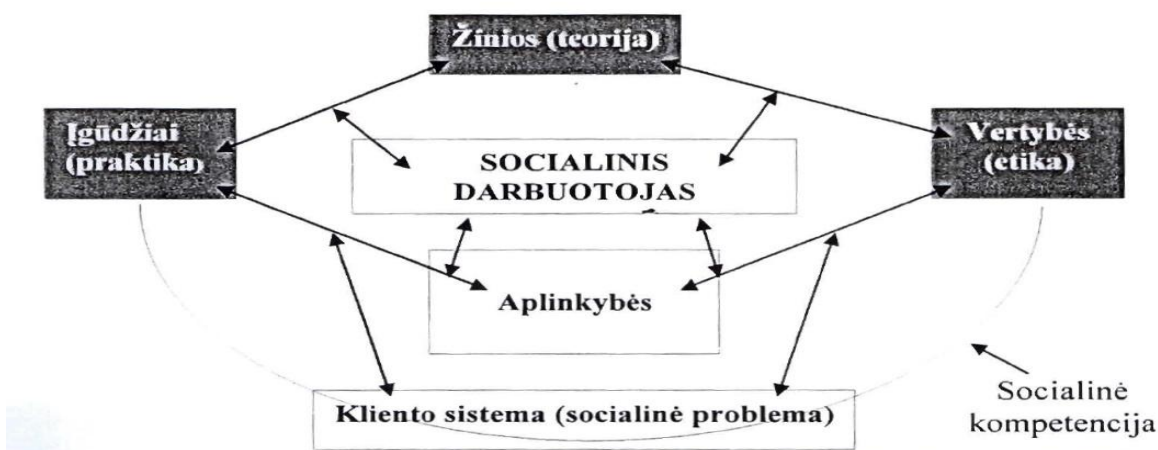 Žinios (teorija)
Įgūdžiai
(praktika)
Vertybės
(etika)
SOCIALINIS
DARBUOTOJAS
Aplinkybės
Kliento sistema (socialinė problema)
Socialinė
kompetencija